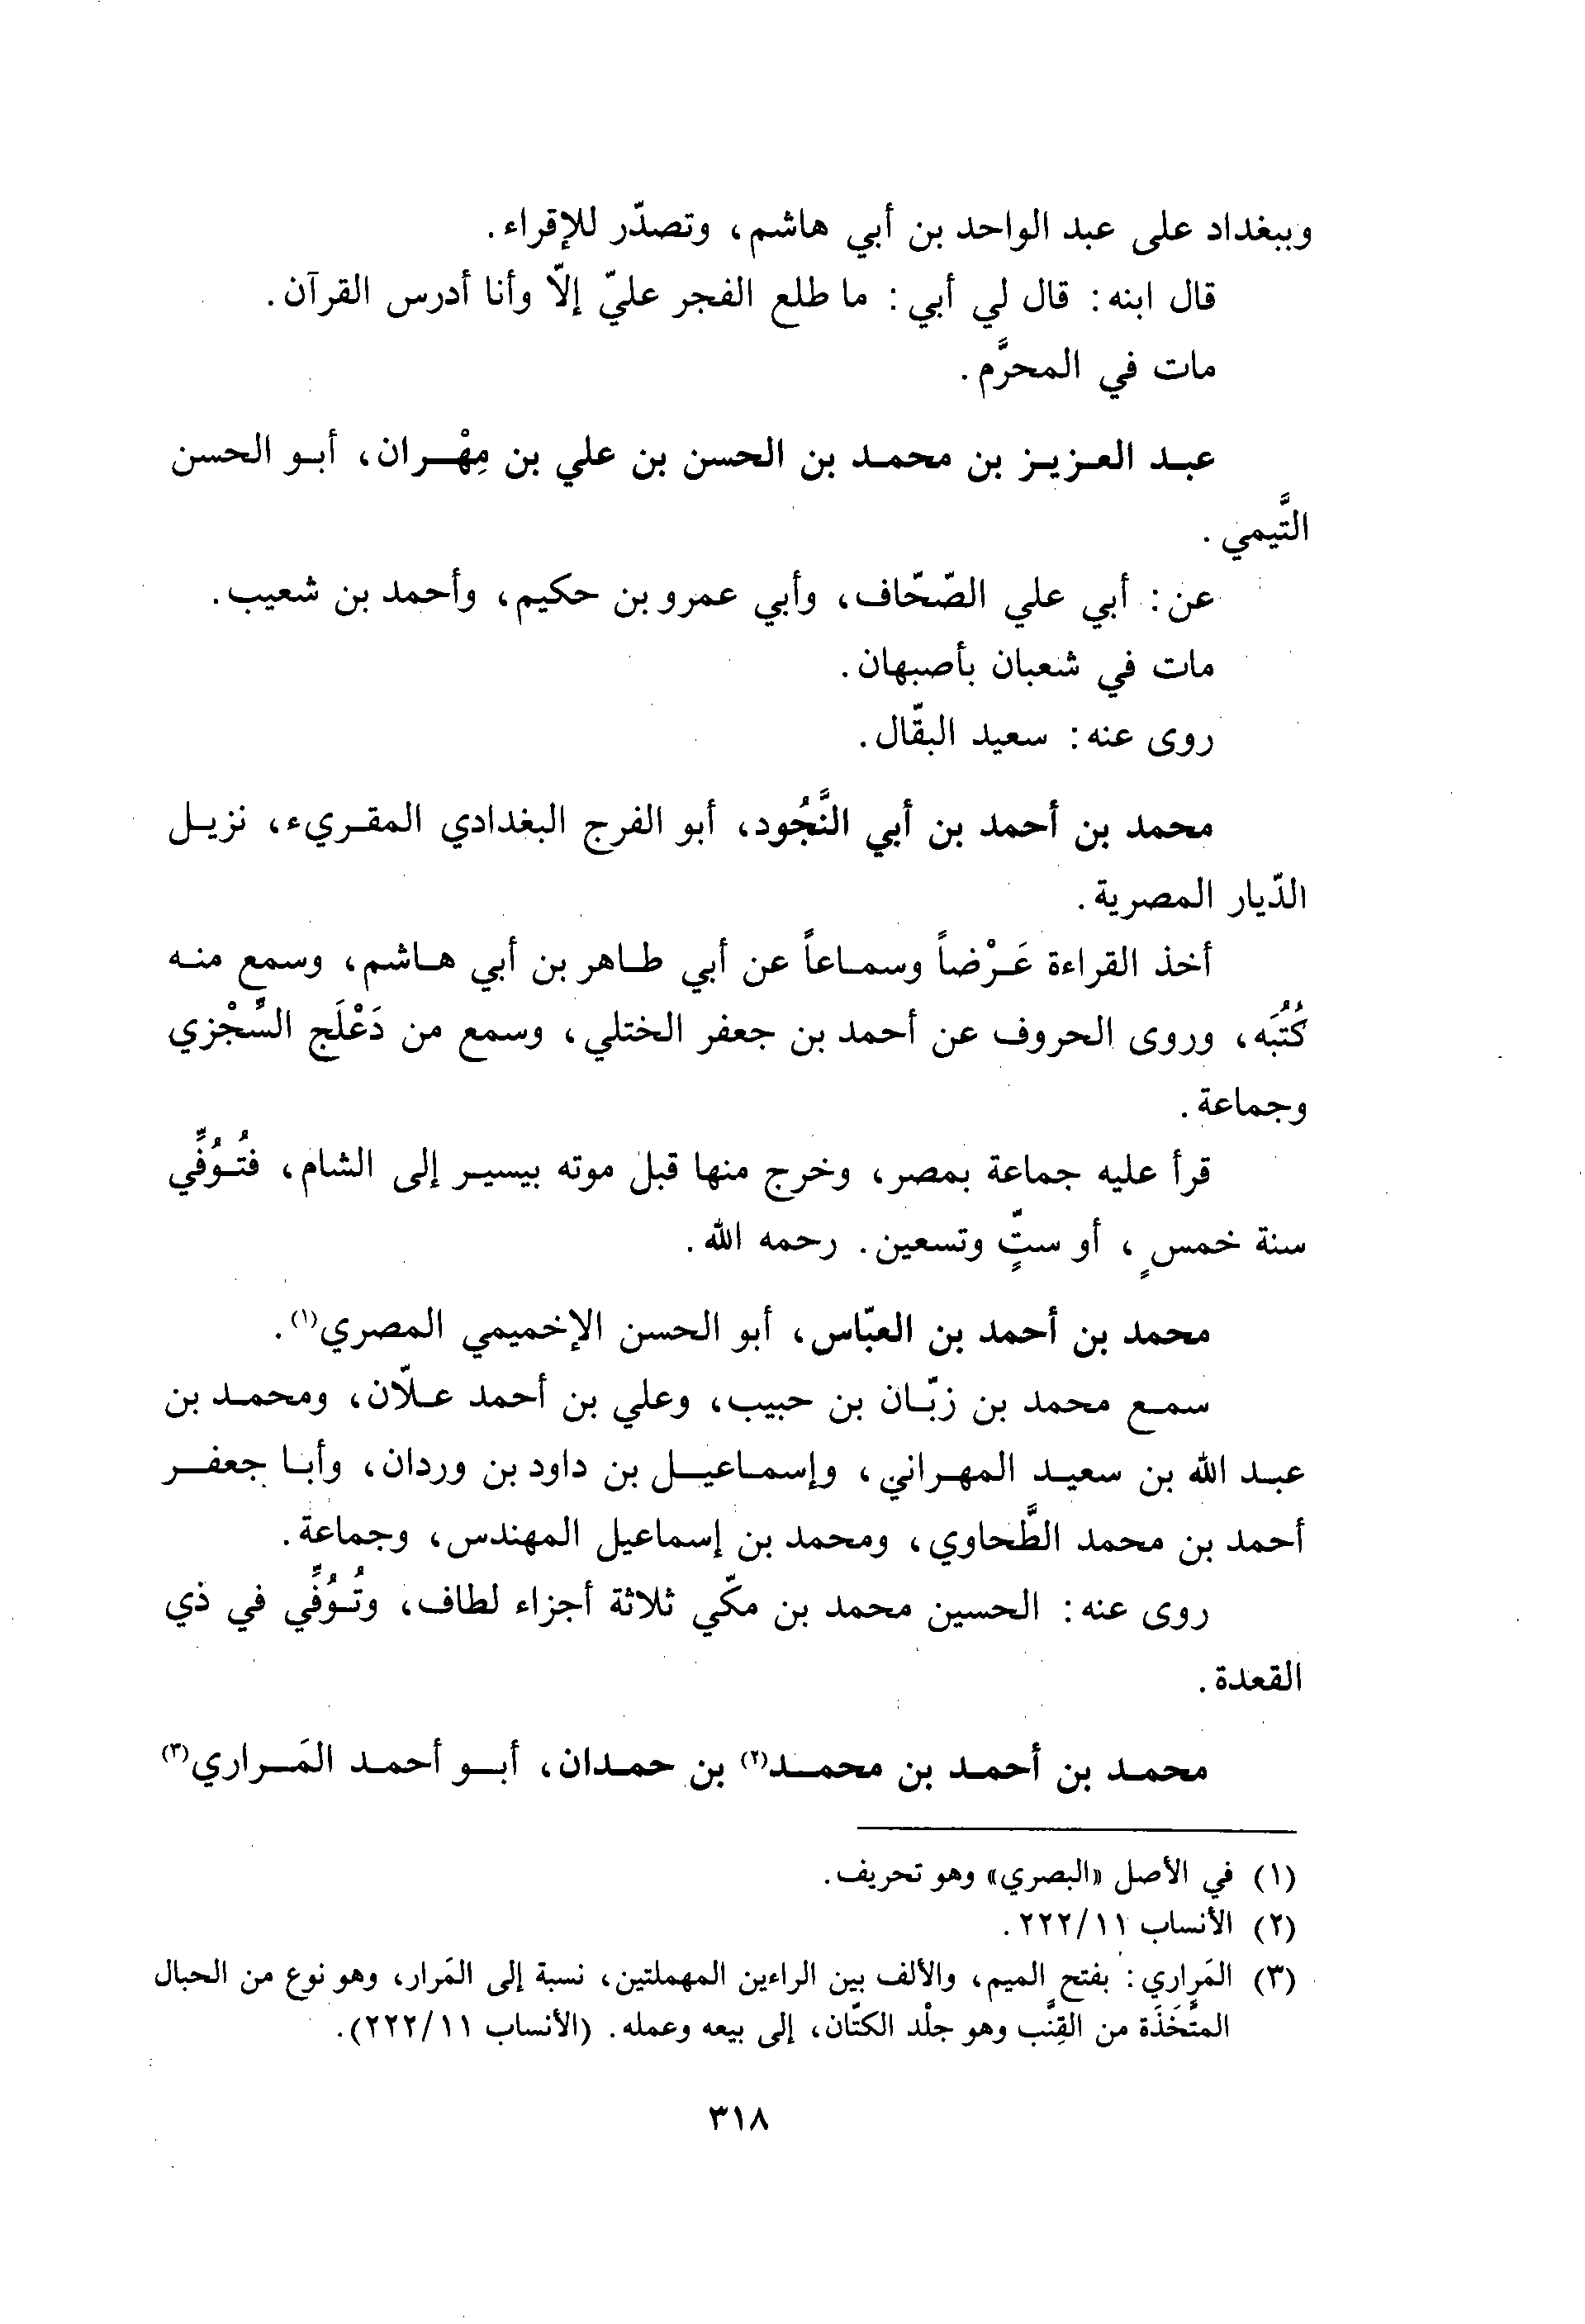 وببغداد على عبد الواحد بن أبي هاشم، وتصدّر للإقراء.
قال ابنه: قال لي أبي: ما طلع الفجر عليّ إلاّ وأنا أدرس القرآن.
مات في المحرَّم.
عبد العزيز بن محمد بن الحسن بن علي بن مِهْران، أبو الحسن
التَّيمي.
عن: أبي علي الصّحّاف، وأبي عمرو بن حكيم، وأحمد بن شعيب.
مات في شعبان بأصبهان.
روى عنه: سعيد البقّال.
محمد بن أحمد بن أبي النَّجُود، أبو الفرج البغدادي المقريء، نزيل
الدّيار المصرية.
أخذ القراءة عَرْضاً وسماعاً عن أبي طاهر بن أبي هاشم، وسمع منه
كُتُبَه، وروى الحروف عن أحمد بن جعفر الختلي، وسمع من دَعْلَج السِّجْزي
وجماعة.
قرأ عليه جماعة بمصر، وخرج منها قبل موته بيسير إلى الشام، فتُوُفِّي
سنة خمسٍ، أو ستٍّ وتسعين. رحمه الله.
محمد بن أحمد بن العبّاس، أبو الحسن الإخميمي المصري(١).
سمع محمد بن زبّان بن حبيب، وعلي بن أحمد علّان، ومحمد بن
عبد الله بن سعيد المهراني، وإسماعيل بن داود بن وردان، وأبا جعفر
أحمد بن محمد الطَّحاوي، ومحمد بن إسماعيل المهندس، وجماعة.
روى عنه: الحسين محمد بن مكّي ثلاثة أجزاء لطاف، وتُوُفِّي في ذي
القعدة.
محمد بن أحمد بن محمد(٢) بن حمدان، أبو أحمد المَراري(٣)
(١) في الأصل «البصري» وهو تحريف.
(٢) الأنساب ٢٢٢/١١.
(٣) المَراري: بفتح الميم، والألف بين الراءين المهملتين، نسبة إلى المَرار، وهو نوع من الحبال
المتَّخَذَة من القِنَّب وهو جلْد الكتّان، إلى بيعه وعمله. (الأنساب ٢٢٢/١١).
٣١٨